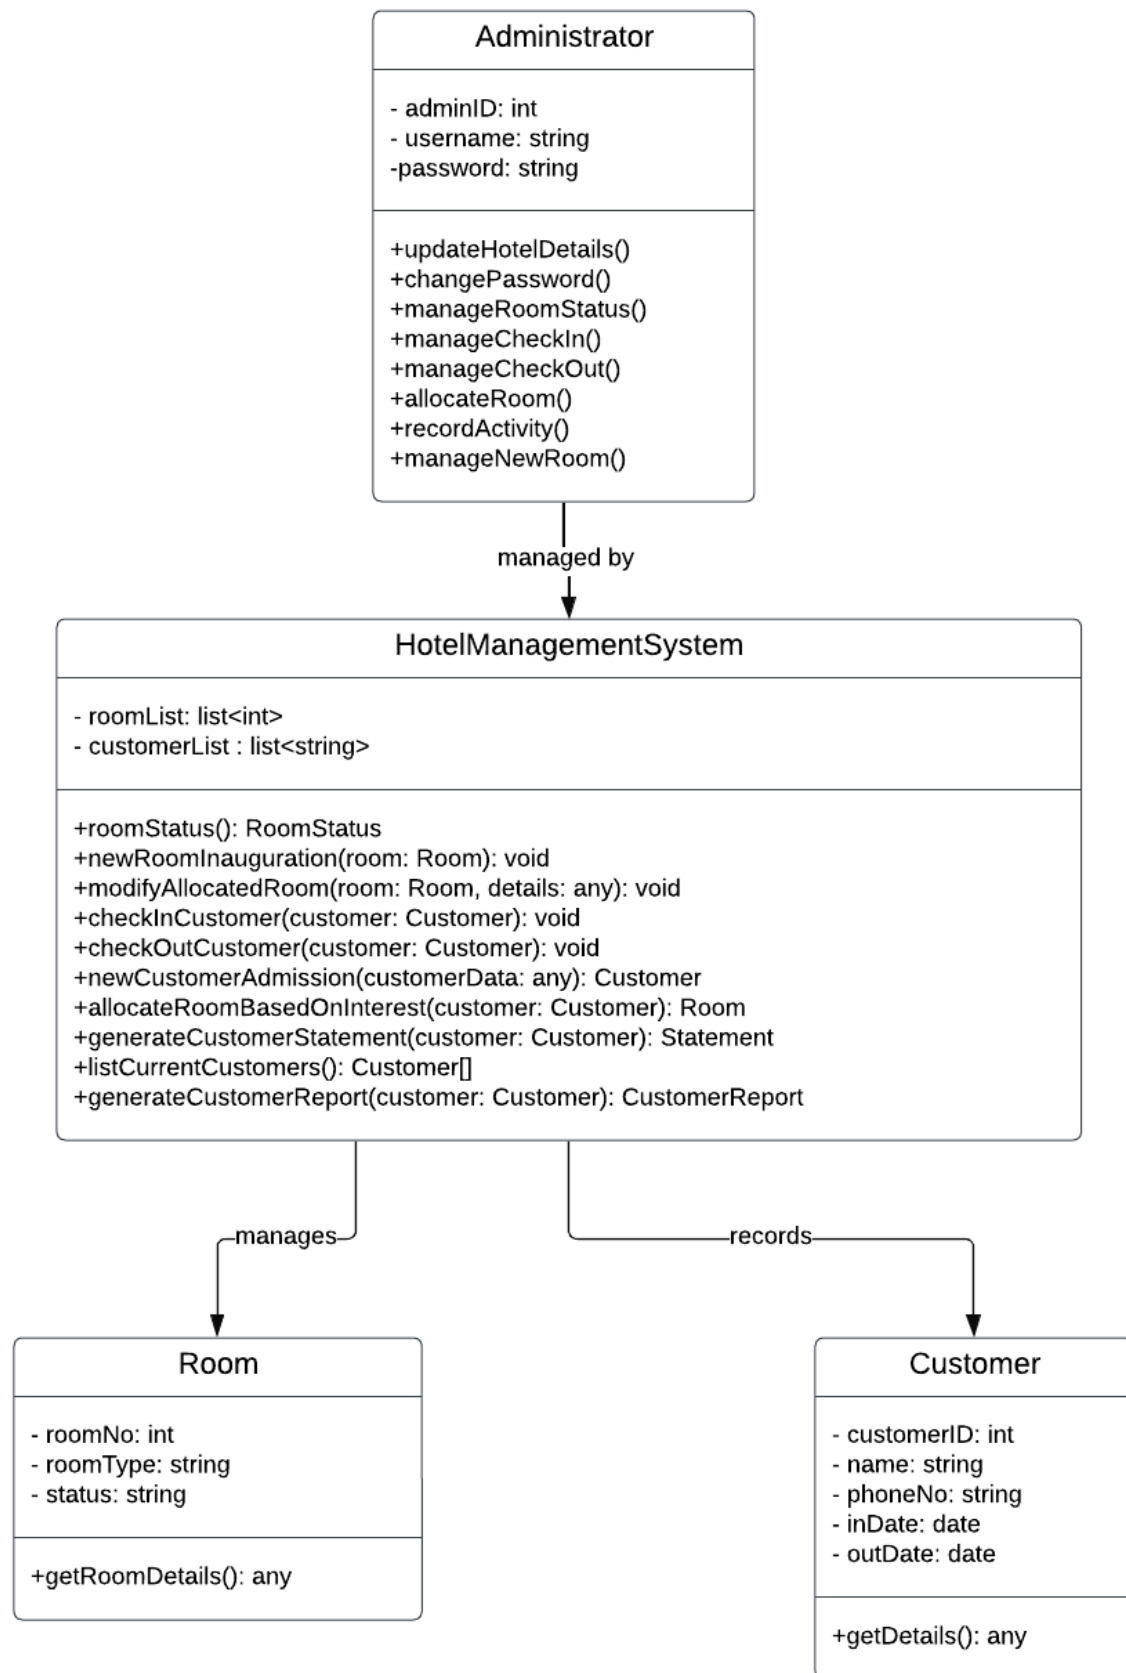 Administrator
- adminID: int
- username: string
-password: string
+updateHotelDetails()
+changePassword()
+manageRoomStatus()
+manageCheckIn()
+manageCheckOut()
+allocateRoom()
+recordActivity()
+manageNewRoom()
managed by
HotelManagementSystem
- roomList: list<int>
- customerList : list<string>
+roomStatus(): RoomStatus
+newRoomInauguration(room: Room): void
+modifyAllocatedRoom(room: Room, details: any): void
+checkInCustomer(customer: Customer): void
+checkOutCustomer(customer: Customer): void
+newCustomerAdmission(customerData: any): Customer
+allocateRoomBasedOnInterest(customer: Customer): Room
+generateCustomerStatement(customer: Customer): Statement
+listCurrentCustomers(): Customer[]
+generateCustomerReport(customer: Customer): CustomerReport
manages
records
Room
- roomNo: int
- roomType: string
- status: string
+getRoomDetails(): any
Customer
- customerID: int
- name: string
- phoneNo: string
- inDate: date
- outDate: date
+getDetails(): any